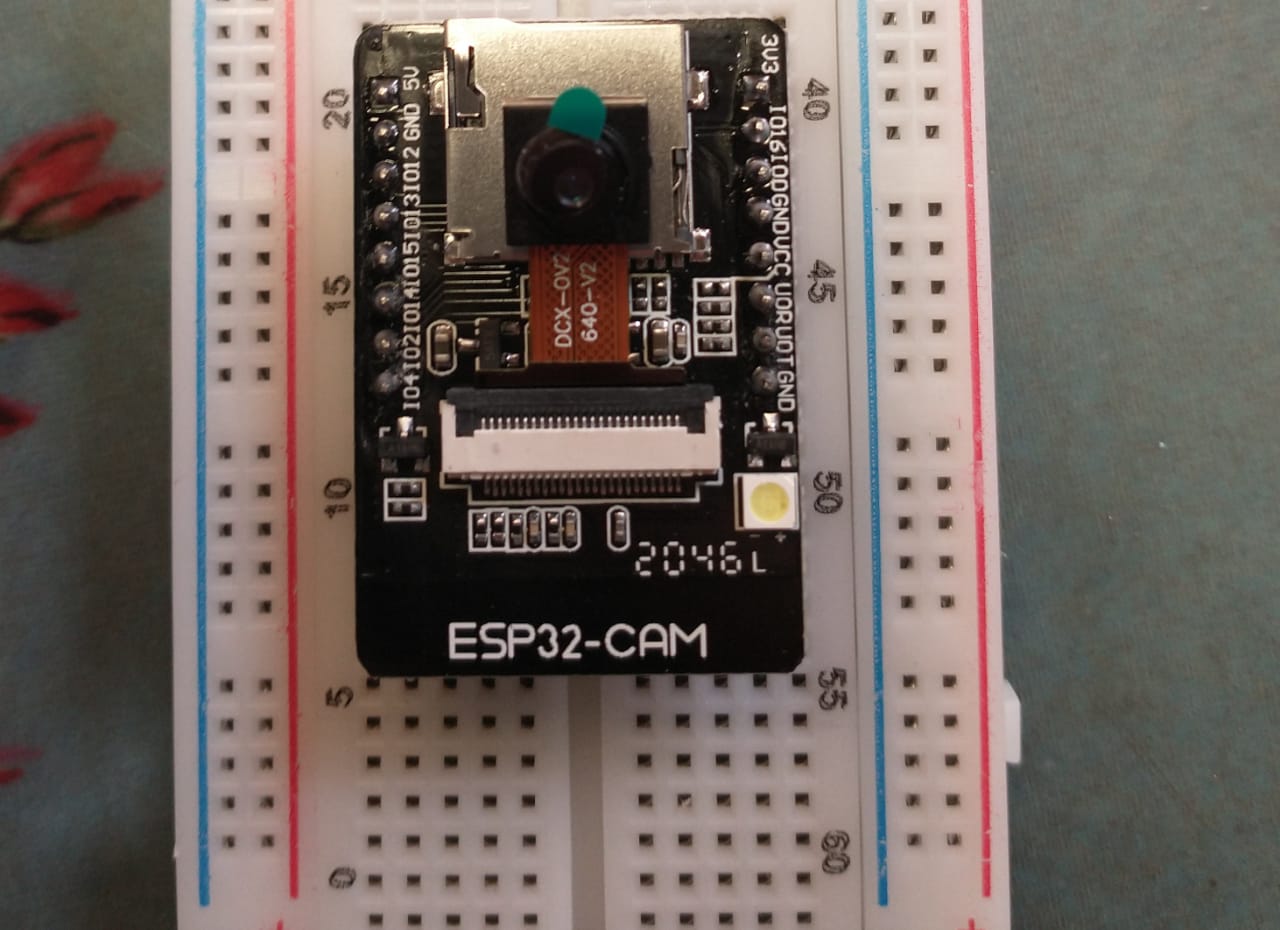 5V
GND
IO12
IO13
IO15
IO14
IO2
IO4
3V3
IO16
IO0
GND
VCC
U0R
U0T
GND
DCX-OV2
640-V2
2046
L
- +
ESP32-CAM
20
15
10
5
0
40
45
50
55
60